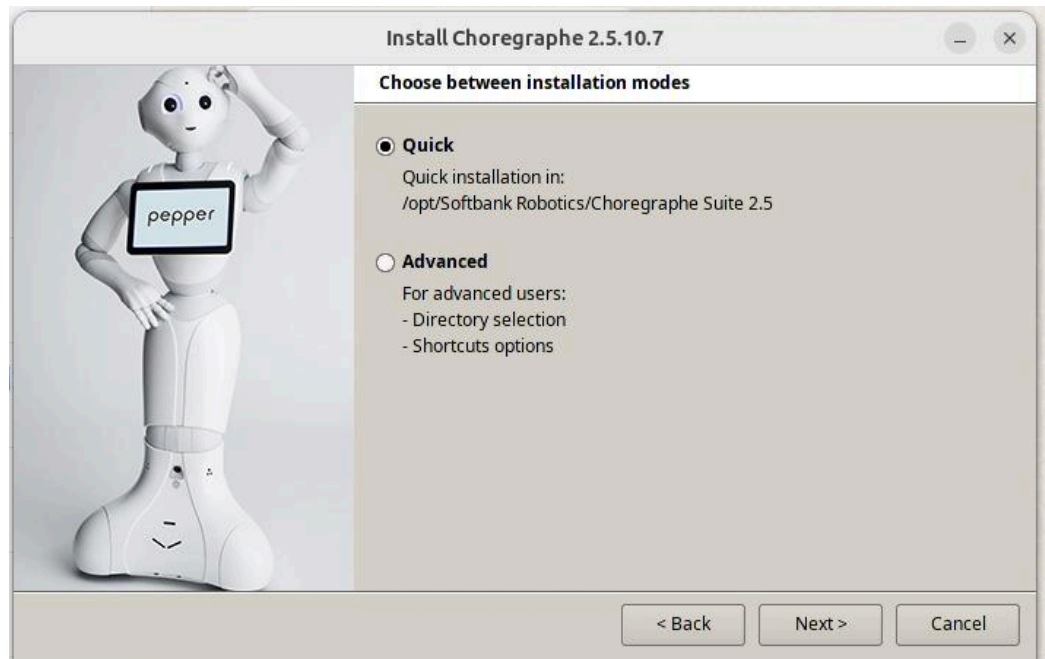 Install Choregraphe 2.5.10.7
Choose between installation modes
Quick
Quick installation in:
/opt/Softbank Robotics/Choregraphe Suite 2.5
pepper
Advanced
For advanced users:
- Directory selection
- Shortcuts options
< Back
Next >
Cancel